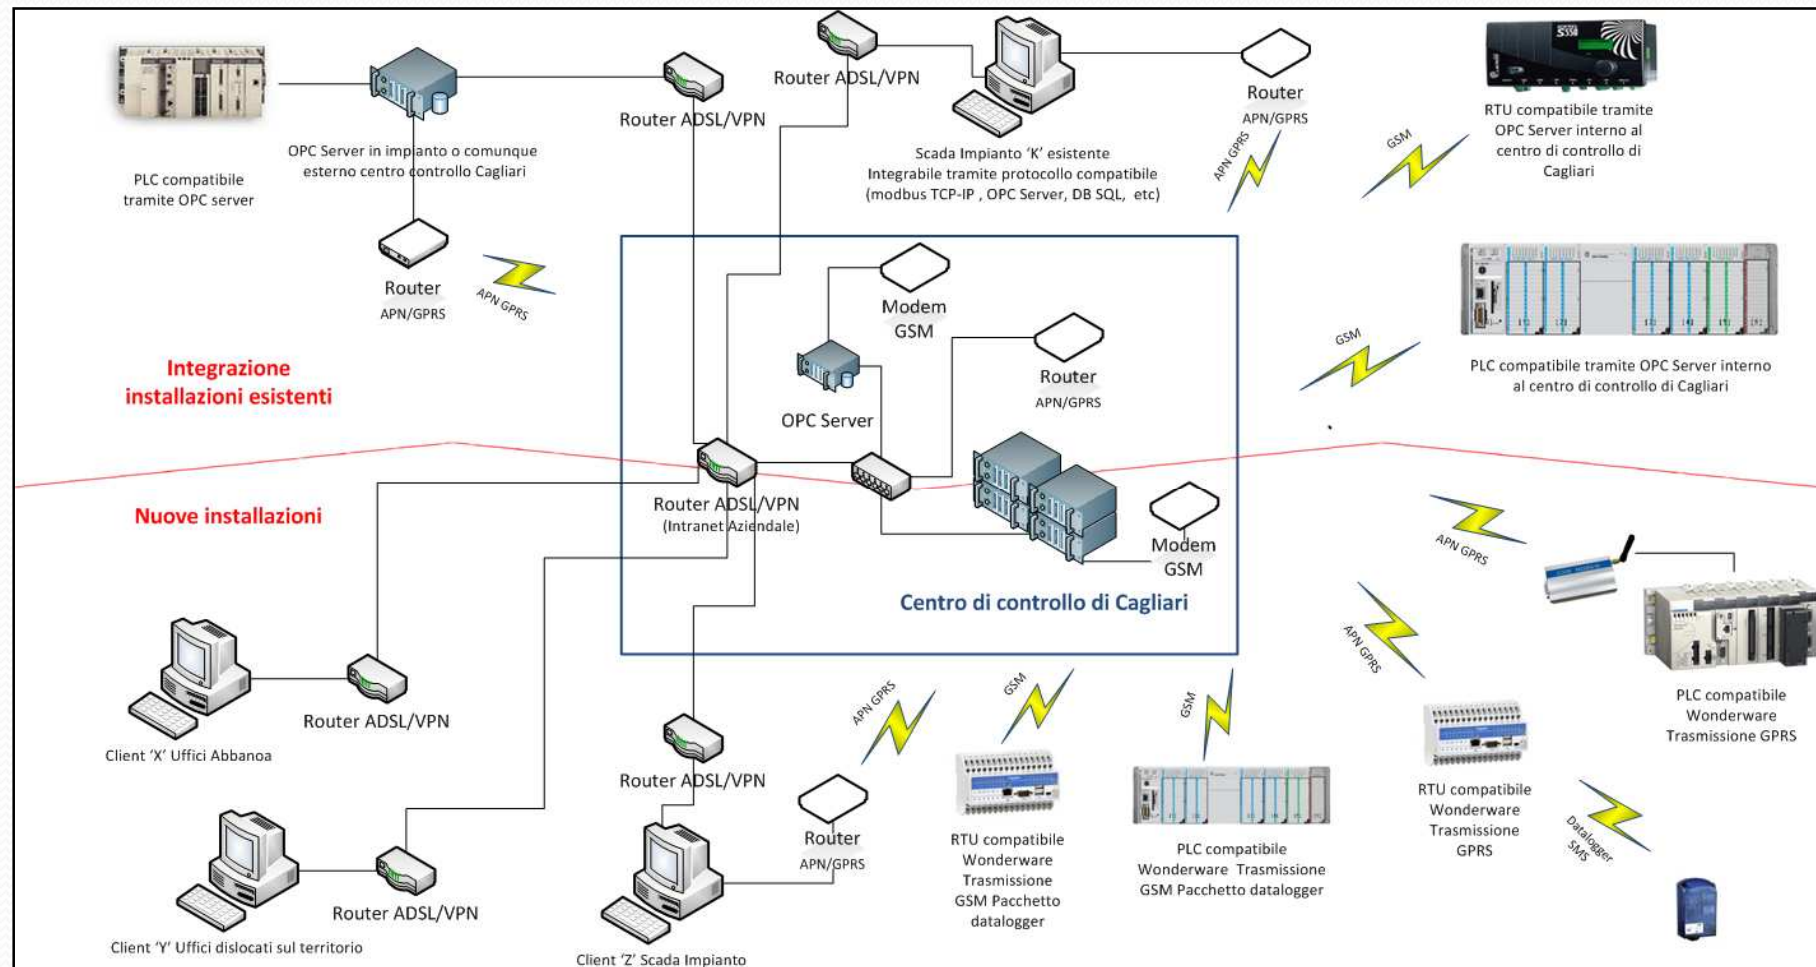 Router ADSL/VPN
Router ADSL/VPN
Router
APN/GPRS
S550
RTU compatibile tramite
OPC Server interno al
centro di controllo di
Cagliari
GSM
APN GPRS
PLC compatibile
tramite OPC server
OPC Server in impianto o comunque
esterno centro controllo Cagliari
Scada Impianto ‘K’ esistente
Integrabile tramite protocollo compatibile
(modbus TCP-IP , OPC Server, DB SQL, etc)
Router
APN/GPRS
APN GPRS
Modem
GSM
Router
APN/GPRS
OPC Server
GSM
PLC compatibile tramite OPC Server interno
al centro di controllo di Cagliari
Integrazione
installazioni esistenti
Nuove installazioni
Router ADSL/VPN
(Intranet Aziendale)
Modem
GSM
Centro di controllo di Cagliari
APN GPRS
APN GPRS
PLC compatibile
Wonderware
Trasmissione GPRS
Router ADSL/VPN
Client ‘X’ Uffici Abbanoa
Router ADSL/VPN
APN GPRS
GSM
GSM
Router
APN/GPRS
RTU compatibile
Wonderware
Trasmissione
GSM Pacchetto
datalogger
PLC compatibile
Wonderware Trasmissione
GSM Pacchetto datalogger
RTU compatibile
Wonderware
Trasmissione
GPRS
Datalogger
SMS
Router ADSL/VPN
Client ‘Y’ Uffici dislocati sul territorio
Client ‘Z’ Scada Impianto